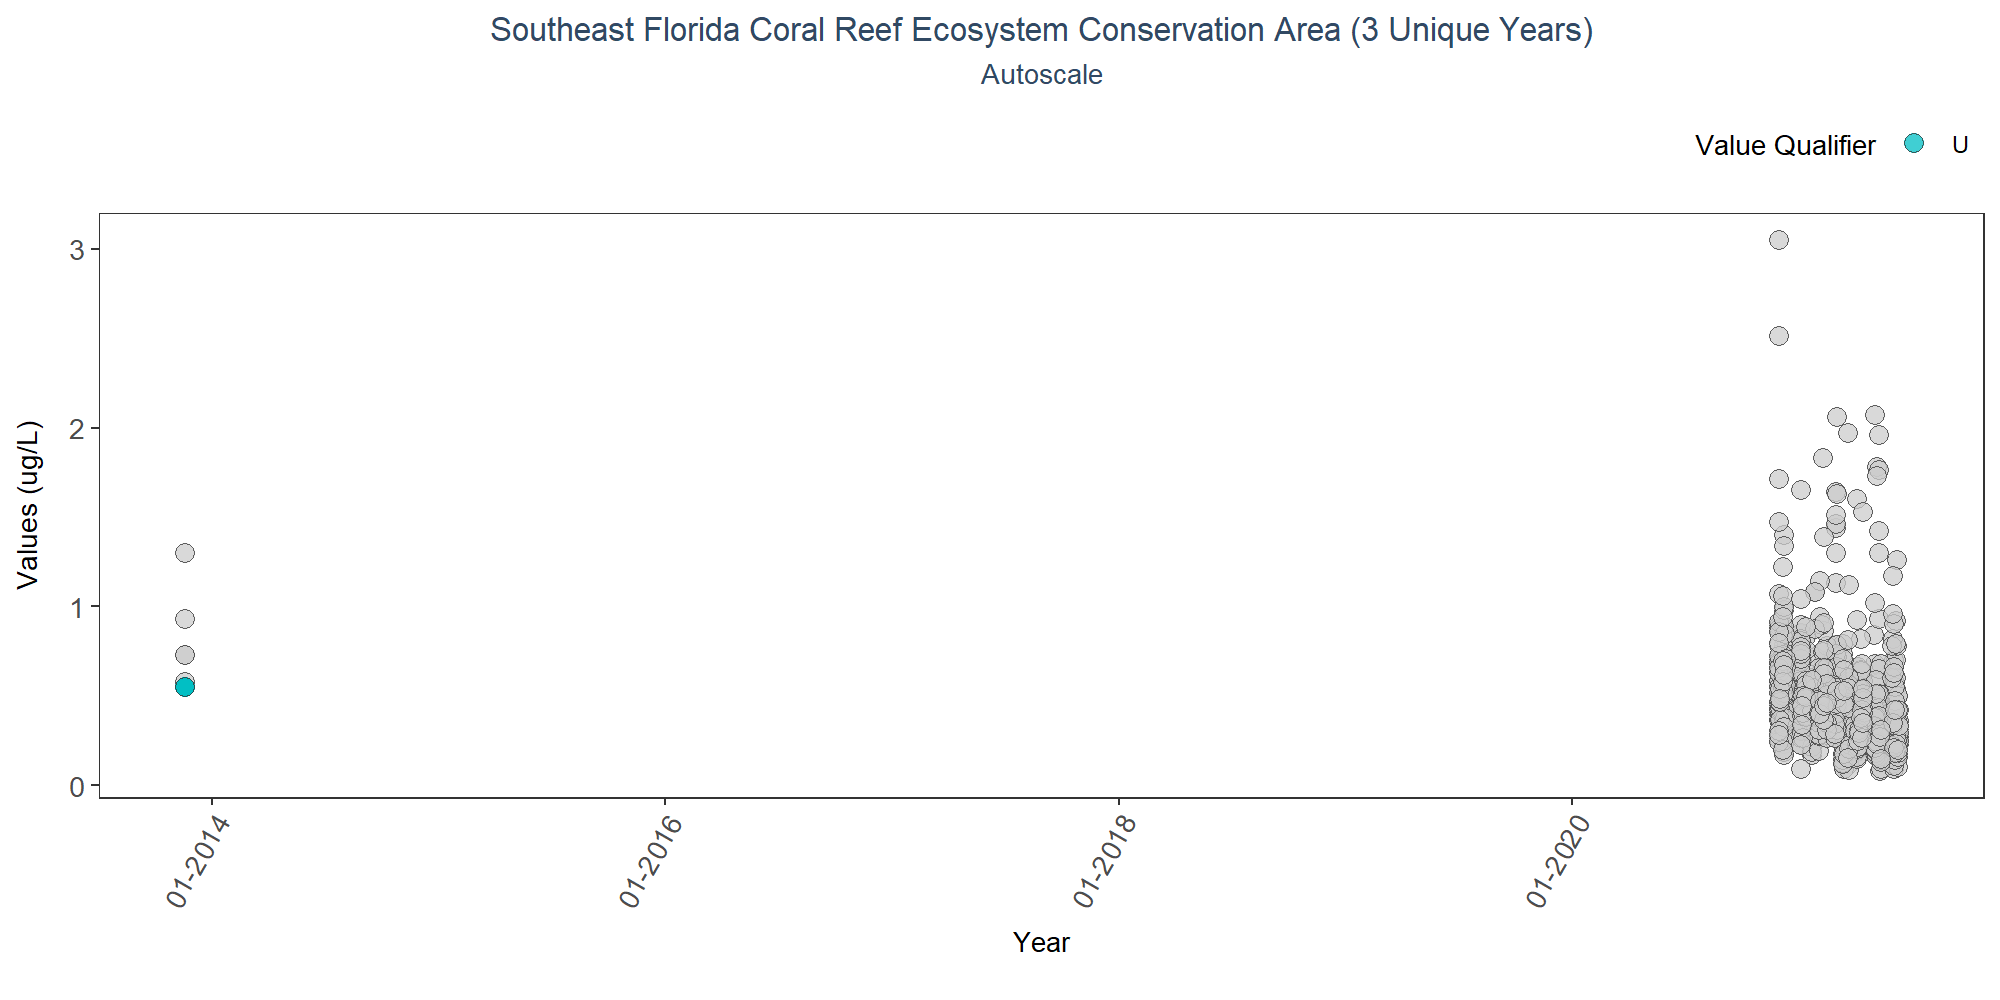 Southeast Florida Coral Reef Ecosystem Conservation Area (3 Unique Years)
Autoscale
Value Qualifier U
Values (ug/L)
3
2
1
0
01-2014
01-2016
01-2018
01-2020
Year